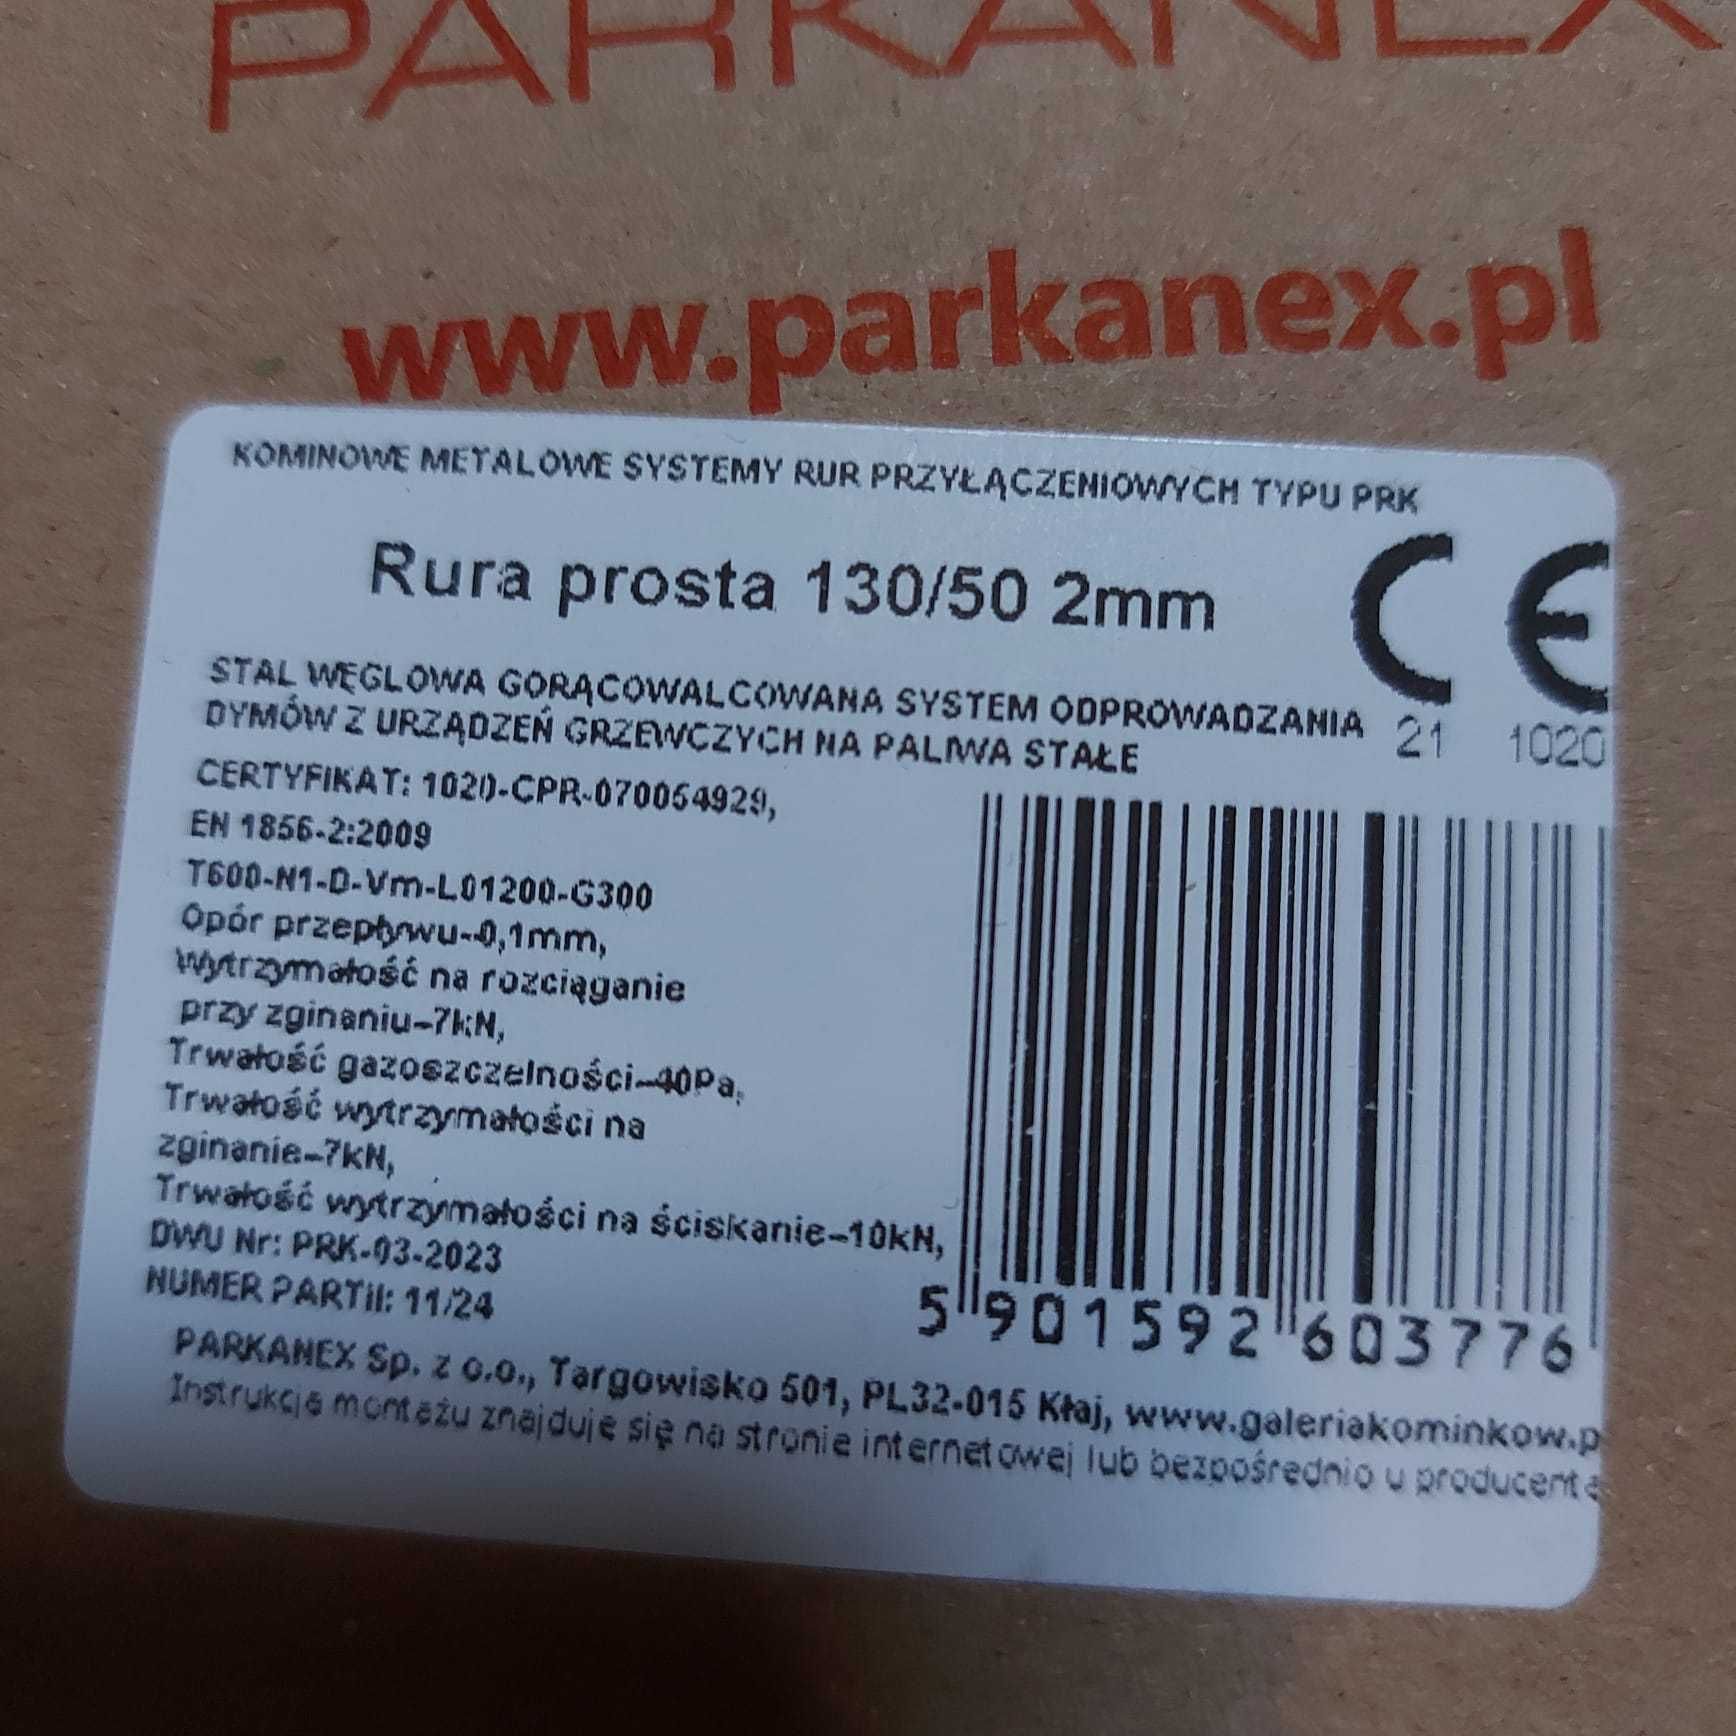 PARKANEX
www.parkanex.pl
KOMINOWE METALOWE SYSTEMY RUR PRZYŁĄCZENIOWYCH TYPU PRK
Rura prosta 130/50 2mm
CE
STAL WĘGLOWA GORĄCOWALCOWANA SYSTEM ODPROWADZANIA
DYMÓW Z URZĄDZEŃ GRZEWCZYCH NA PALIWA STAŁE
21 1020
CERTYFIKAT: 1020-CPR-070054929,
EN 1856-2:2009
T600-N1-D-Vm-L01200-G300
Opór przepływu-0,1mm,
Wytrzymałość na rozciąganie
przy zginaniu-7kN,
Trwałość gazoszczelności-40Pa,
Trwałość wytrzymałości na
zginanie-7kN,
Trwałość wytrzymałości na ściskanie-10kN,
DWU Nr: PRK-03-2023
NUMER PARTII: 11/24
5 901592 603776
PARKANEX Sp. z o.o., Targowisko 501, PL32-015 Kłaj, www.galeriakominkow.p
Instrukcja montażu znajduje się na stronie internetowej lub bezpośrednio u producenta